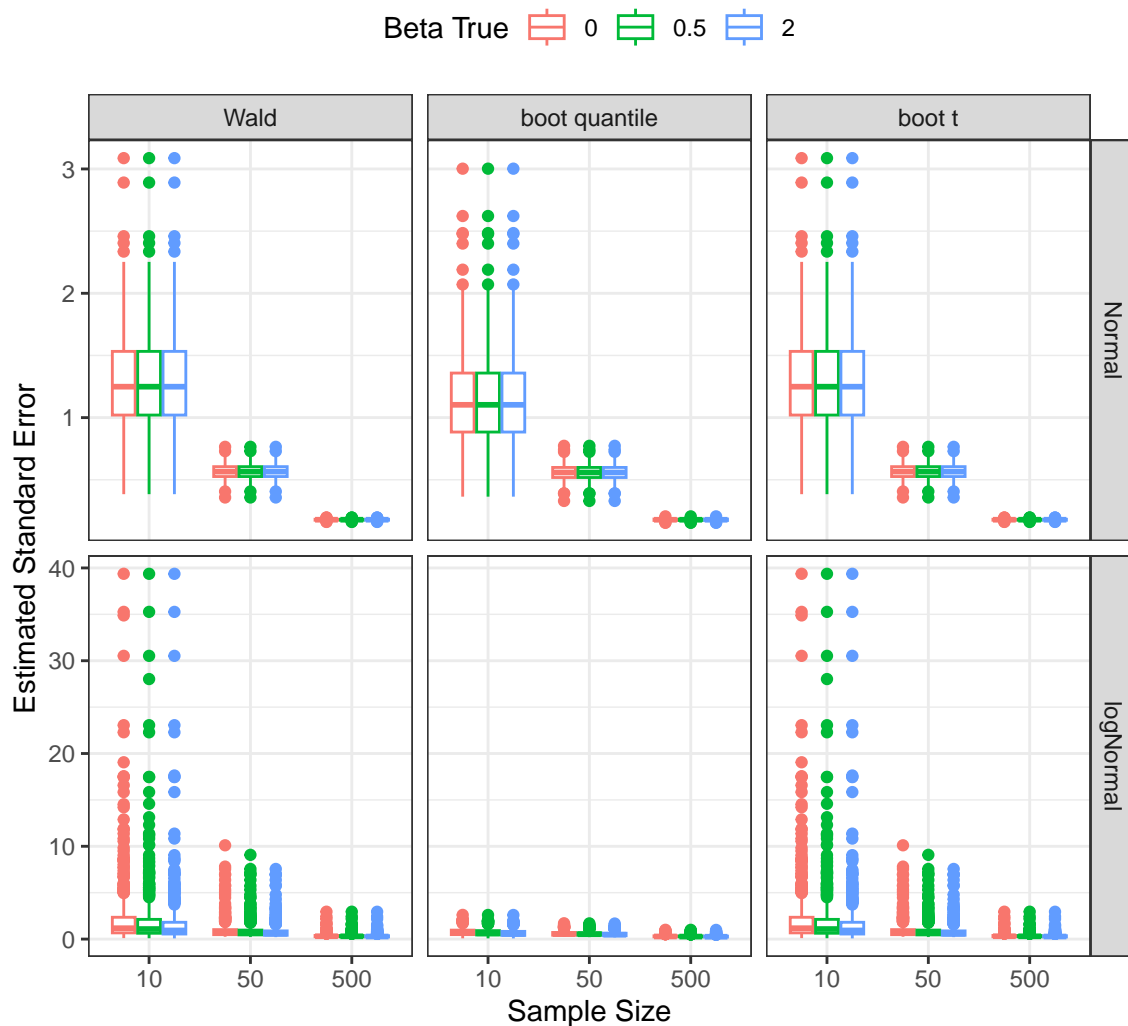 Beta True 0 0.5 2
Wald boot quantile boot t
3
2
1
Normal
Estimated Standard Error
40
30
20
10
0
logNormal
10 50 500 10 50 500 10 50 500
Sample Size